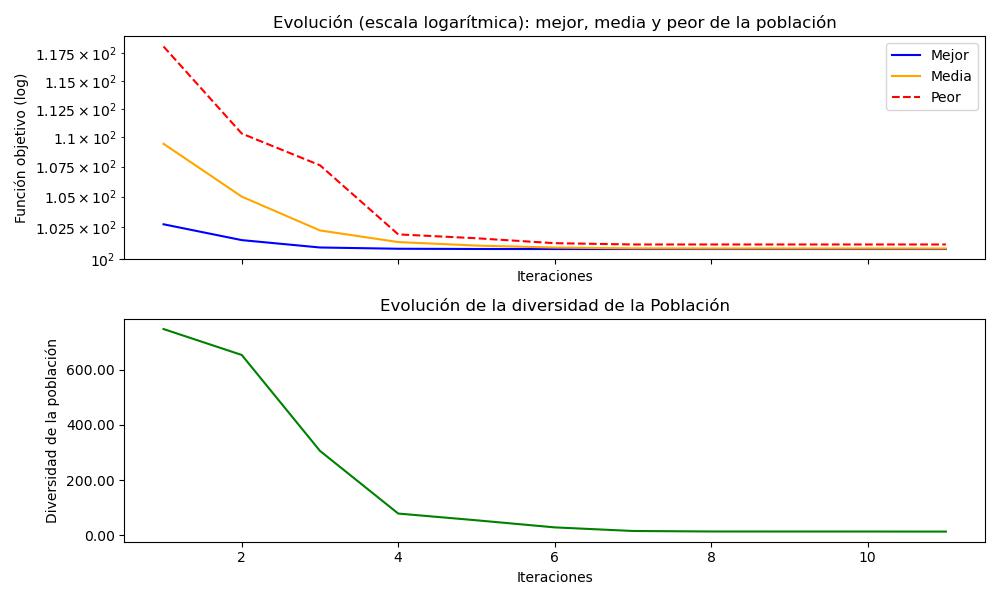 Evolución (escala logarítmica): mejor, media y peor de la población
Función objetivo (log)
1.175 × 10²
1.15 × 10²
1.125 × 10²
1.1 × 10²
1.075 × 10²
1.05 × 10²
1.025 × 10²
10²
Mejor
Media
Peor
Iteraciones
Evolución de la diversidad de la Población
Diversidad de la población
600.00
400.00
200.00
0.00
2 4 6 8 10
Iteraciones